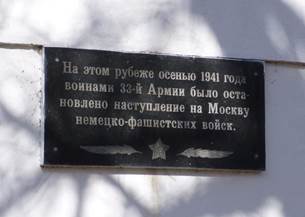 На этом рубеже осенью 1941 года
воинами 33-й Армии было оста-
новлено наступление на Москву
немецко-фашистских войск.